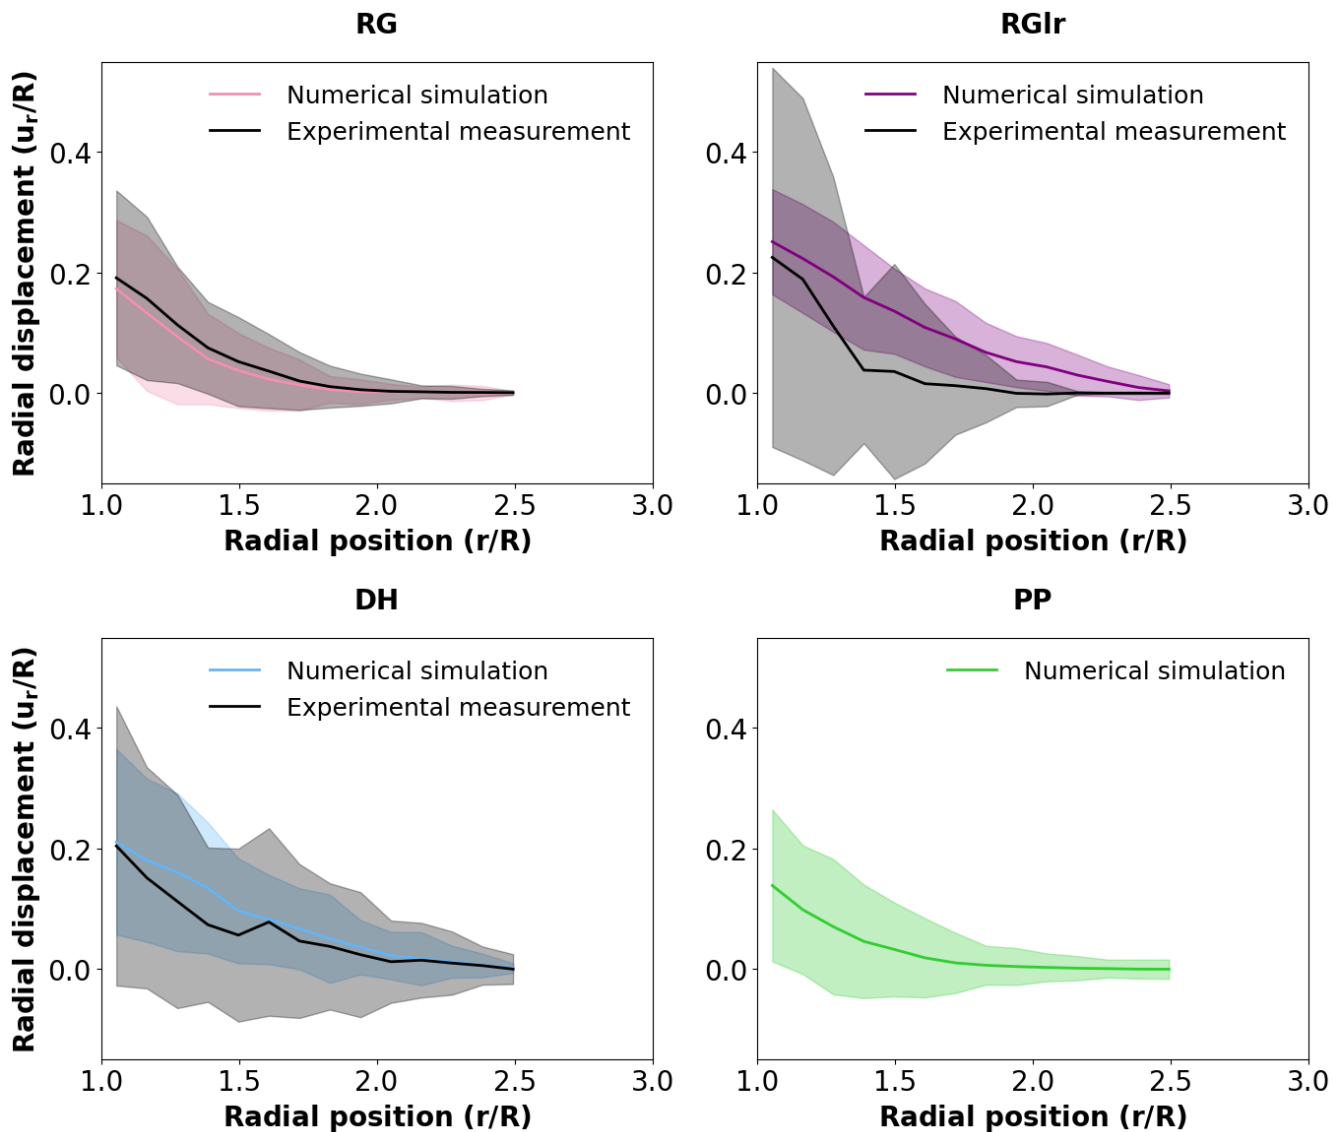 RG
Radial displacement (uᵣ/R)
Numerical simulation
Experimental measurement
0.4
0.2
0.0
1.0 1.5 2.0 2.5 3.0
Radial position (r/R)
RGlr
Numerical simulation
Experimental measurement
0.4
0.2
0.0
1.0 1.5 2.0 2.5 3.0
Radial position (r/R)
DH
Radial displacement (uᵣ/R)
Numerical simulation
Experimental measurement
0.4
0.2
0.0
1.0 1.5 2.0 2.5 3.0
Radial position (r/R)
PP
Numerical simulation
0.4
0.2
0.0
1.0 1.5 2.0 2.5 3.0
Radial position (r/R)